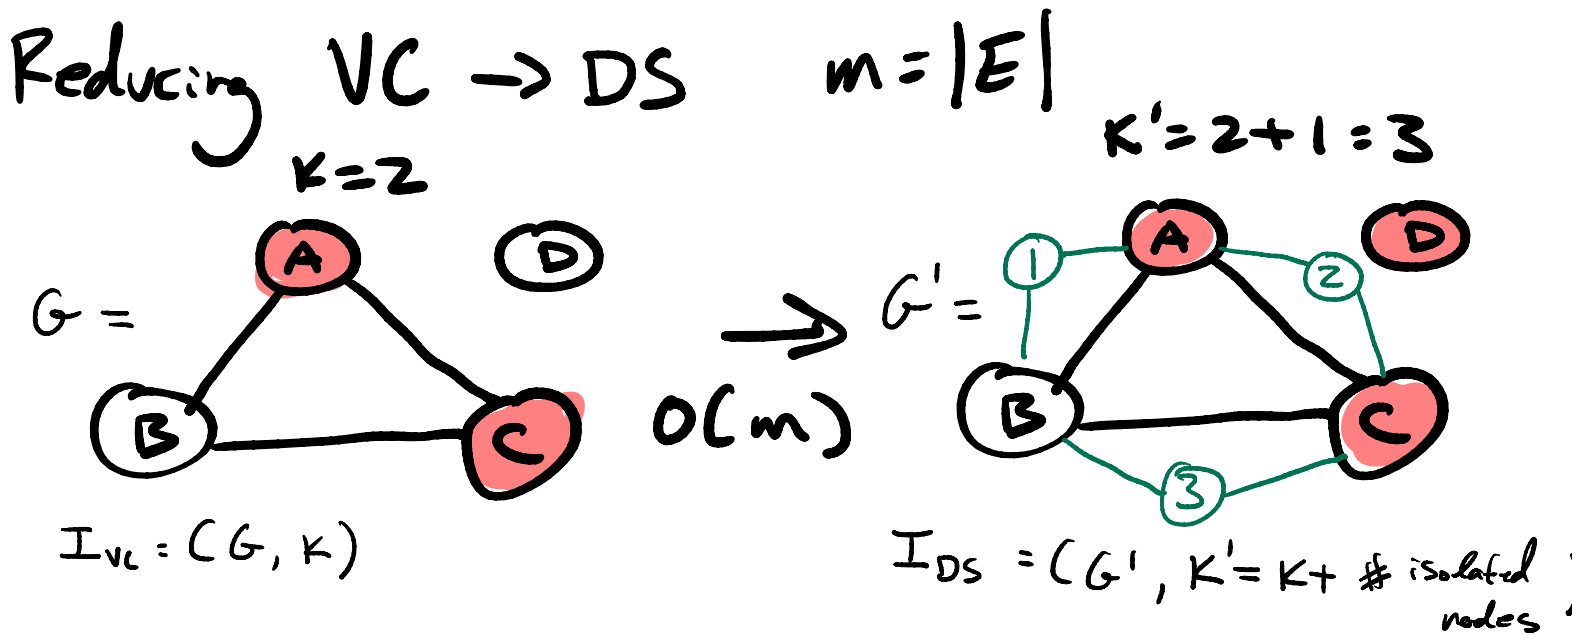 Reducing VC → DS m = |E|
K=2 K'=2+1=3
A D A D
1 2
G = → G' =
B C O(m) B C
3
I_VC = (G, K) I_DS = (G', K'= K+ # isolated nodes)